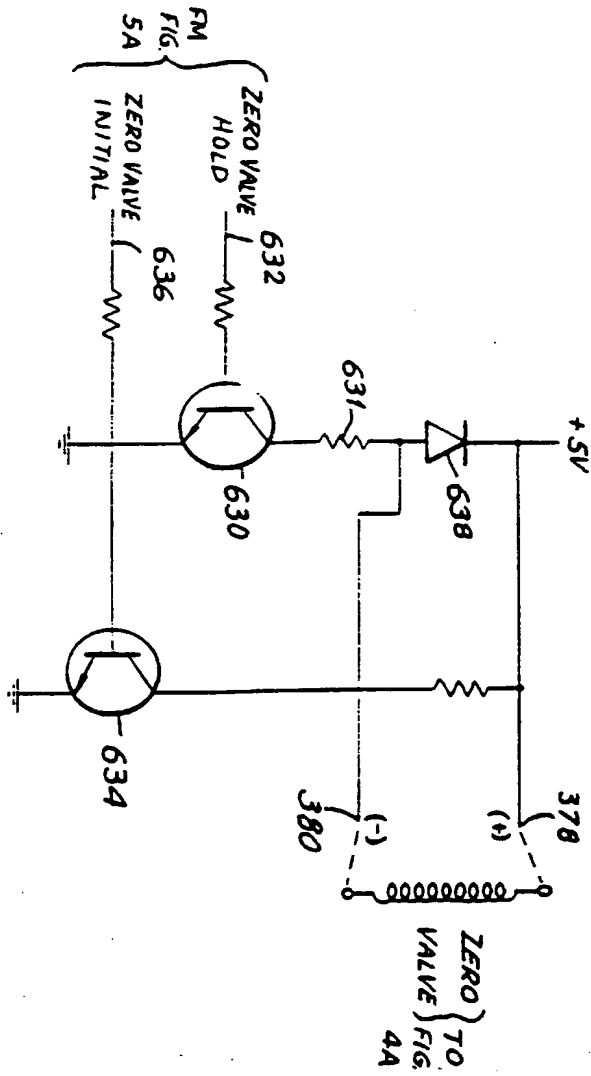 FM
FIG.
5A
ZERO VALVE
HOLD
632
ZERO VALVE
INITIAL
636
631
630
638
+5V
634
378
(+)
380
(-)
ZERO
VALVE
TO
FIG.
4A